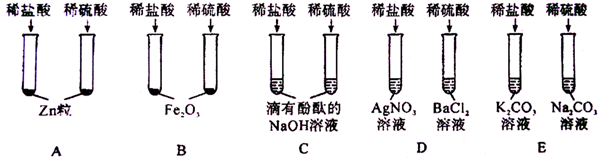 稀盐酸 稀硫酸 稀盐酸 稀硫酸 稀盐酸 稀硫酸 稀盐酸 稀硫酸 稀盐酸 稀硫酸
Zn粒 Fe₂O₃ 滴有酚酞的 AgNO₃ BaCl₂ K₂CO₃ Na₂CO₃
NaOH溶液 溶液 溶液 溶液 溶液
A B C D E